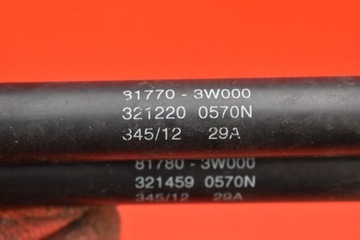 81770 - 3W000
321220 0570N
345/12 29A
81780 - 3W000
321459 0570N
345/12 29A